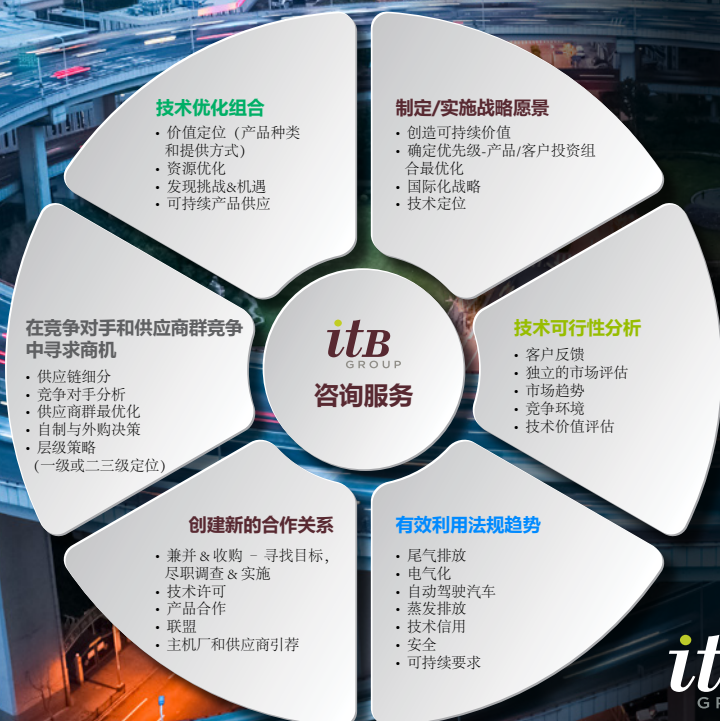 技术优化组合
• 价值定位（产品种类
和提供方式）
• 资源优化
• 发现挑战&机遇
• 可持续产品供应
制定/实施战略愿景
• 创造可持续价值
• 确定优先级-产品/客户投资组
合最优化
• 国际化战略
• 技术定位
在竞争对手和供应商群竞争
中寻求商机
• 供应链细分
• 竞争对手分析
• 供应商群最优化
• 自制与外购决策
• 层级策略
(一级或二三级定位)
itB
GROUP
咨询服务
技术可行性分析
• 客户反馈
• 独立的市场评估
• 市场趋势
• 竞争环境
• 技术价值评估
创建新的合作关系
• 兼并＆收购 – 寻找目标，
尽职调查＆实施
• 技术许可
• 产品合作
• 联盟
• 主机厂和供应商引荐
有效利用法规趋势
• 尾气排放
• 电气化
• 自动驾驶汽车
• 蒸发排放
• 技术信用
• 安全
• 可持续要求
it